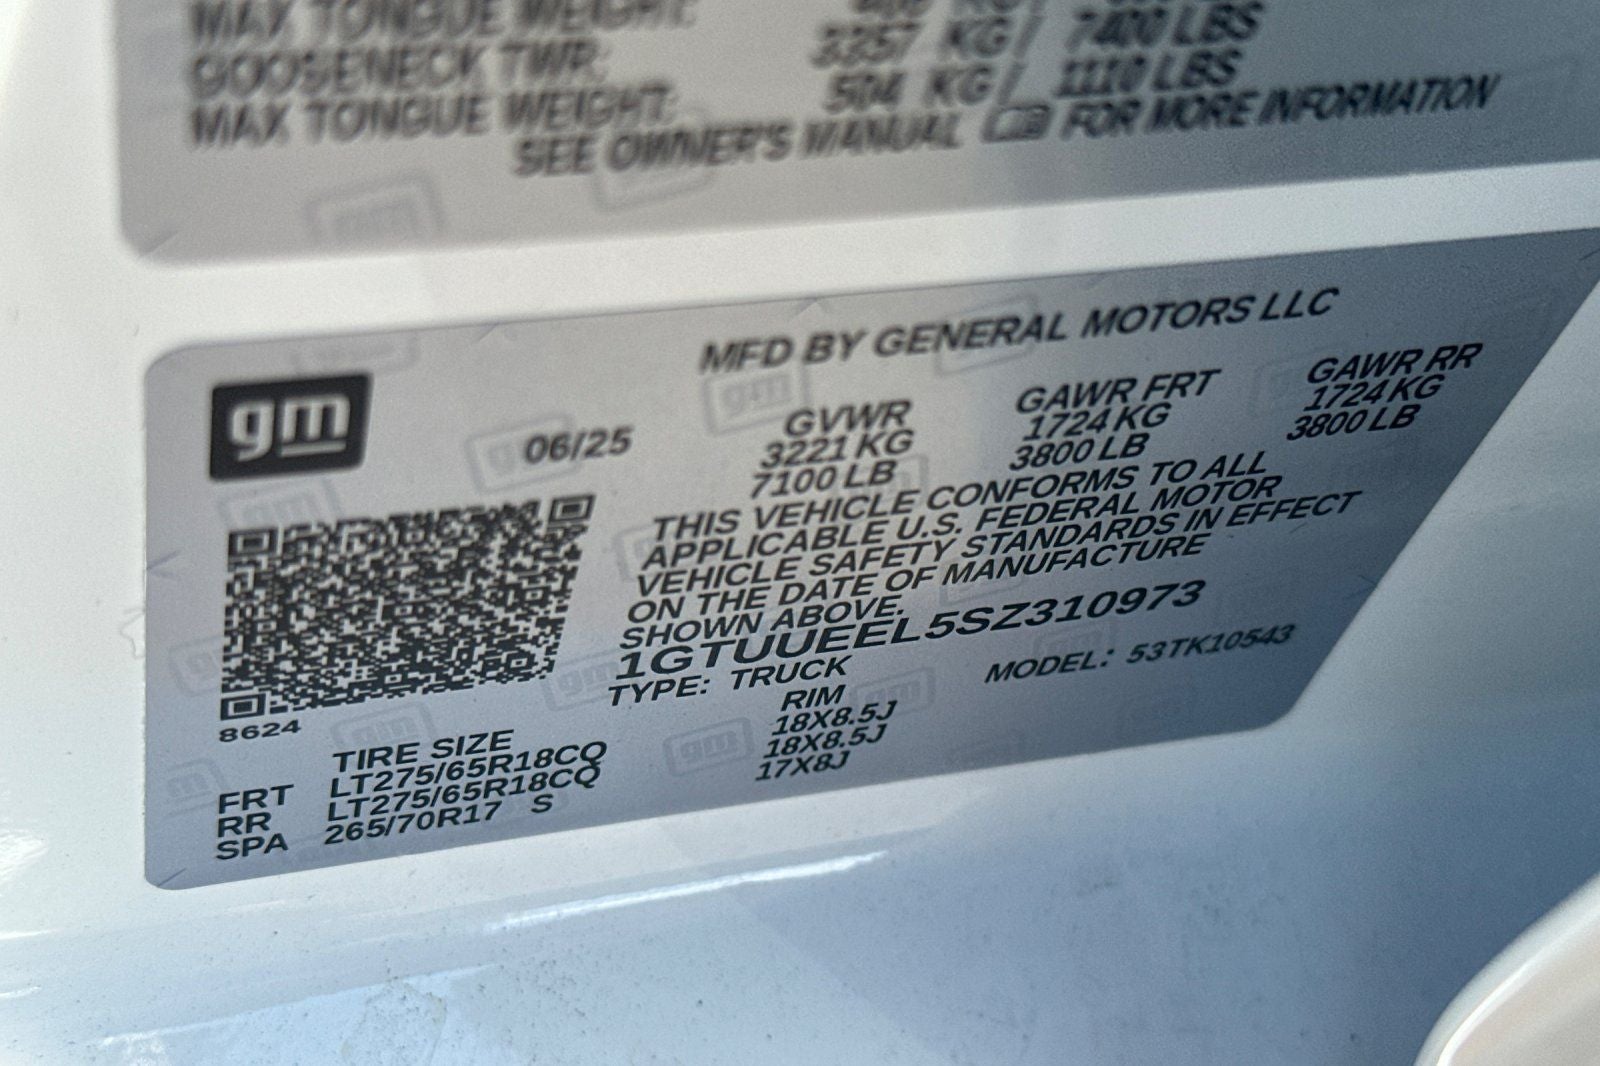 MAX TONGUE WEIGHT:
GOOSENECK TWR: 3357 KG / 7400 LBS
MAX TONGUE WEIGHT: 504 KG / 1110 LBS
SEE OWNER'S MANUAL FOR MORE INFORMATION
MFD BY GENERAL MOTORS LLC
gm
06/25
GVWR GAWR FRT GAWR RR
3221 KG 1724 KG 1724 KG
7100 LB 3800 LB 3800 LB
THIS VEHICLE CONFORMS TO ALL
APPLICABLE U.S. FEDERAL MOTOR
VEHICLE SAFETY STANDARDS IN EFFECT
ON THE DATE OF MANUFACTURE
SHOWN ABOVE.
1GTUUEEL5SZ310973
TYPE: TRUCK MODEL: 53TK10543
8624
TIRE SIZE RIM
FRT LT275/65R18CQ 18X8.5J
RR LT275/65R18CQ 18X8.5J
SPA 265/70R17 S 17X8J